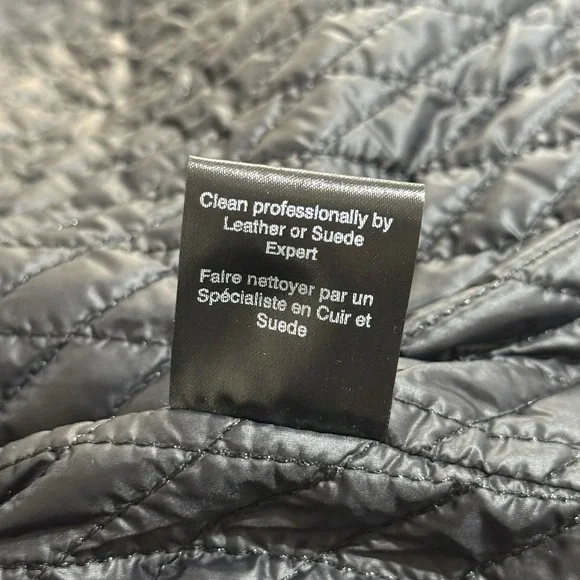 Clean professionally by
Leather or Suede
Expert
Faire nettoyer par un
Spécialiste en Cuir et
Suede